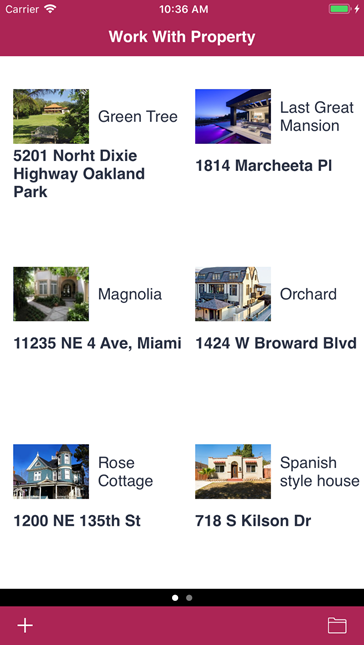 Carrier 10:36 AM
Work With Property
Green Tree
5201 Norht Dixie
Highway Oakland
Park
Last Great
Mansion
1814 Marcheeta Pl
Magnolia
11235 NE 4 Ave, Miami
Orchard
1424 W Broward Blvd
Rose
Cottage
1200 NE 135th St
Spanish
style house
718 S Kilson Dr